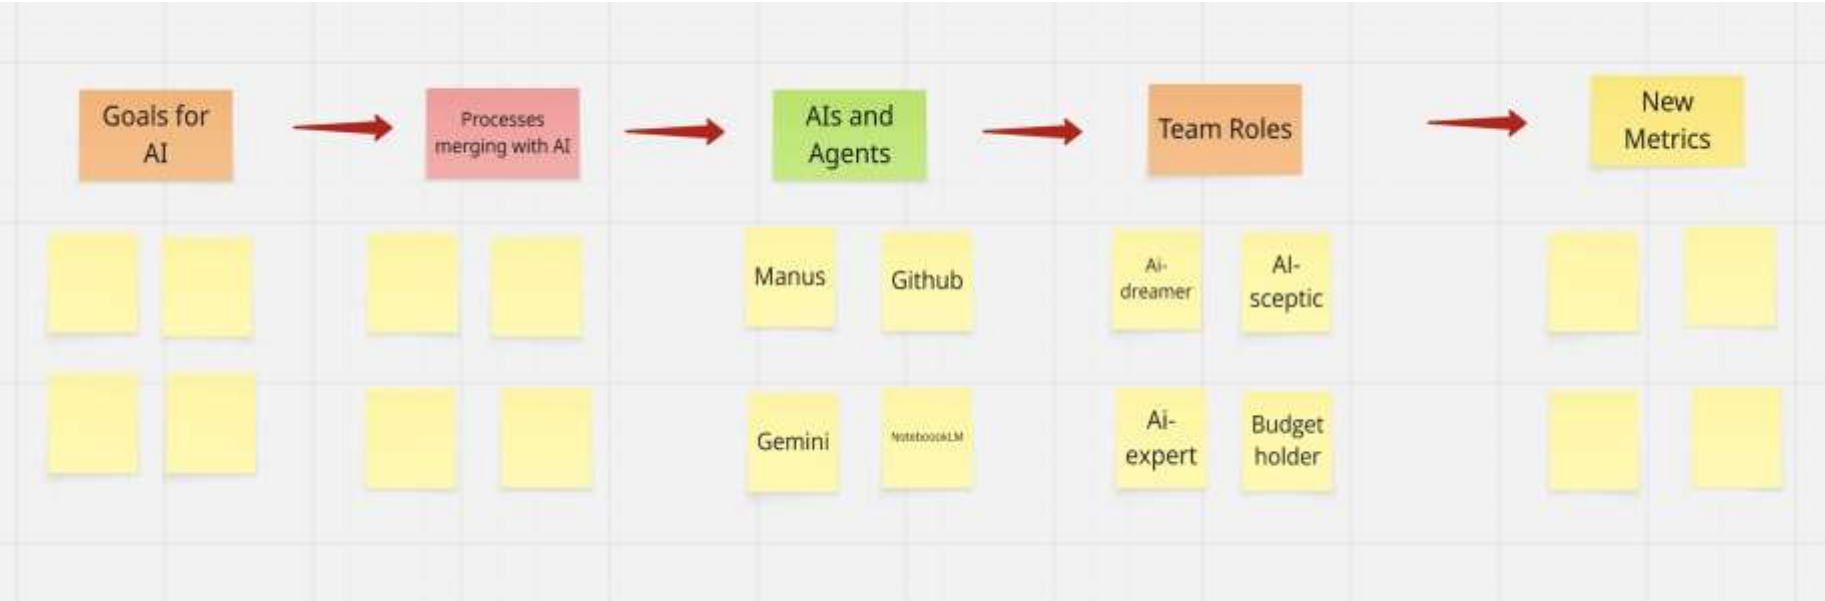 Goals for
AI
Processes
merging with AI
AIs and
Agents
Team Roles
New
Metrics
Manus
Github
Ai-
dreamer
AI-
sceptic
Gemini
NoteboookLM
Ai-
expert
Budget
holder